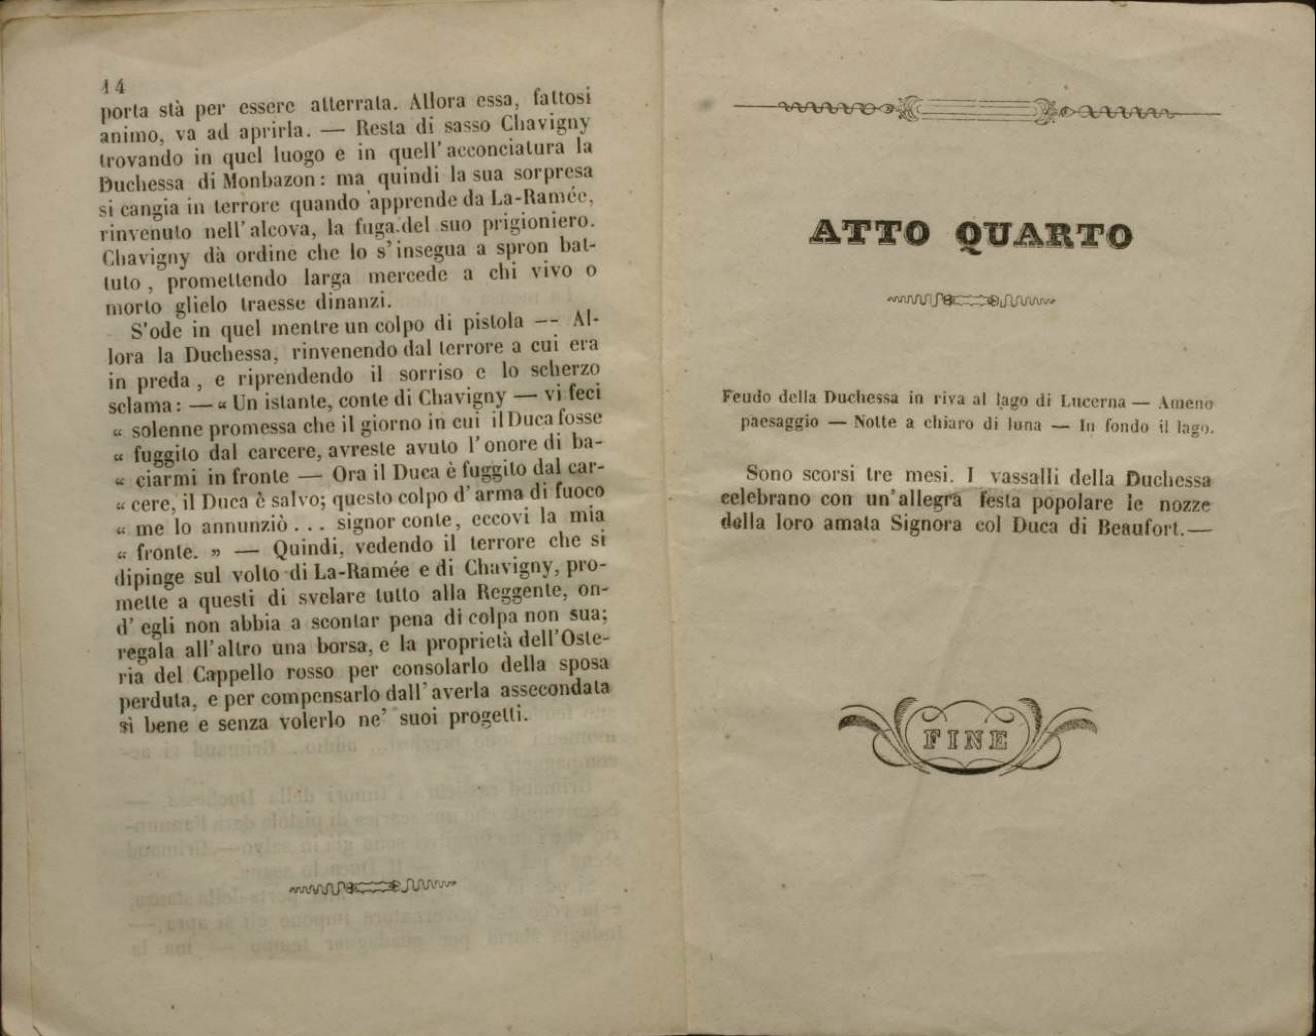 14
porta stà per essere atterrata. Allora essa, fattosi
animo, va ad aprirla. — Resta di sasso Chavigny
trovando in quel luogo e in quell'acconciatura la
Duchessa di Monbazon: ma quindi la sua sorpresa
si cangia in terrore quando apprende da La-Ramée,
rinvenuto nell'alcova, la fuga del suo prigioniero.
Chavigny dà ordine che lo s'insegua a spron bat-
tuto, promettendo larga mercede a chi vivo o
morto glielo traesse dinanzi.
S'ode in quel mentre un colpo di pistola — Al-
lora la Duchessa, rinvenendo dal terrore a cui era
in preda, e riprendendo il sorriso e lo scherzo
sclama: — « Un istante, conte di Chavigny — vi feci
« solenne promessa che il giorno in cui il Duca fosse
« fuggito dal carcere, avreste avuto l'onore di ba-
« ciarmi in fronte — Ora il Duca è fuggito dal car-
« cere, il Duca è salvo; questo colpo d'arma di fuoco
« me lo annunziò . . . signor conte, eccovi la mia
« fronte. » — Quindi, vedendo il terrore che si
dipinge sul volto di La-Ramée e di Chavigny, pro-
mette a questi di svelare tutto alla Reggente, on-
d'egli non abbia a scontar pena di colpa non sua;
regala all'altro una borsa, e la proprietà dell'Oste-
ria del Cappello rosso per consolarlo della sposa
perduta, e per compensarlo dall'averla assecondata
sì bene e senza volerlo ne' suoi progetti.
ATTO QUARTO
Feudo della Duchessa in riva al lago di Lucerna — Ameno
paesaggio — Notte a chiaro di luna — In fondo il lago.
Sono scorsi tre mesi. I vassalli della Duchessa
celebrano con un'allegra festa popolare le nozze
della loro amata Signora col Duca di Beaufort.—
FINE